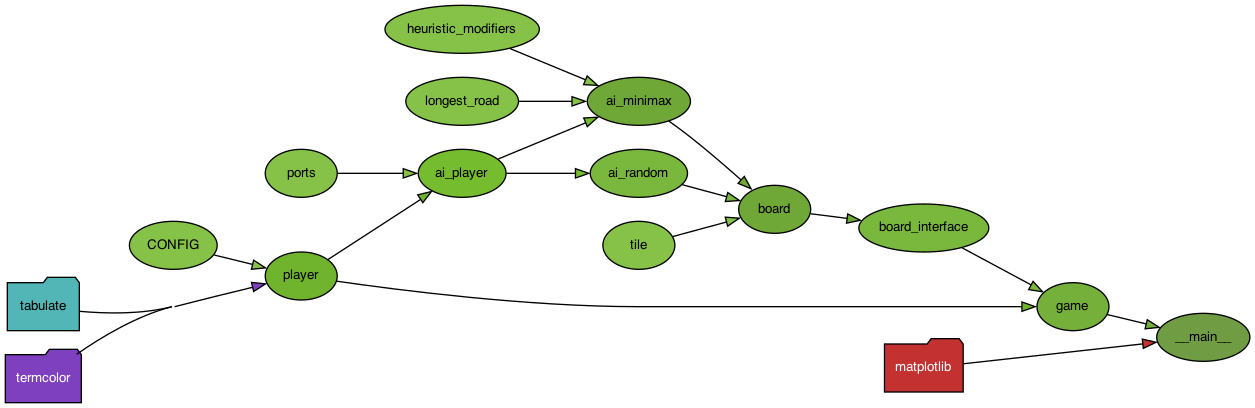 heuristic_modifiers
longest_road
ai_minimax
ports
ai_player
ai_random
board
CONFIG
tile
board_interface
player
tabulate
game
termcolor
matplotlib
__main__